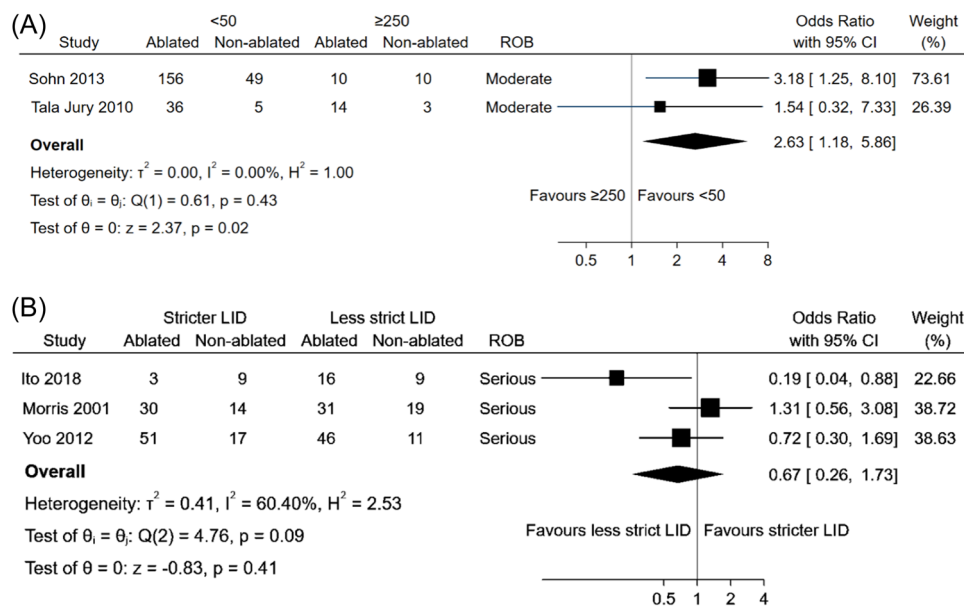 (A) <50 ≥250 Odds Ratio Weight
Study Ablated Non-ablated Ablated Non-ablated ROB with 95% CI (%)
Sohn 2013 156 49 10 10 Moderate 3.18 [ 1.25, 8.10] 73.61
Tala Jury 2010 36 5 14 3 Moderate 1.54 [ 0.32, 7.33] 26.39
Overall 2.63 [ 1.18, 5.86]
Heterogeneity: τ² = 0.00, I² = 0.00%, H² = 1.00
Test of θᵢ = θⱼ: Q(1) = 0.61, p = 0.43 Favours ≥250 Favours <50
Test of θ = 0: z = 2.37, p = 0.02
0.5 1 2 4 8
(B) Stricter LID Less strict LID Odds Ratio Weight
Study Ablated Non-ablated Ablated Non-ablated ROB with 95% CI (%)
Ito 2018 3 9 16 9 Serious 0.19 [ 0.04, 0.88] 22.66
Morris 2001 30 14 31 19 Serious 1.31 [ 0.56, 3.08] 38.72
Yoo 2012 51 17 46 11 Serious 0.72 [ 0.30, 1.69] 38.63
Overall 0.67 [ 0.26, 1.73]
Heterogeneity: τ² = 0.41, I² = 60.40%, H² = 2.53
Test of θᵢ = θⱼ: Q(2) = 4.76, p = 0.09 Favours less strict LID Favours stricter LID
Test of θ = 0: z = -0.83, p = 0.41
0.5 1 2 4